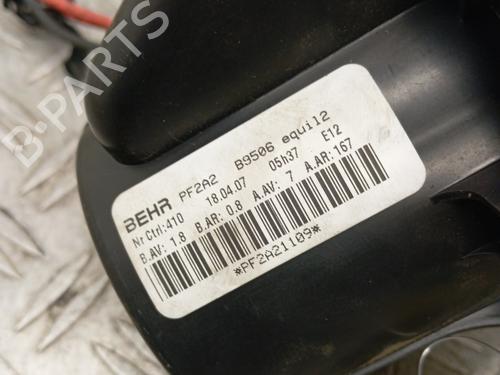 BEHR PF2A2 B9506 equil2
Nr Ctrl:410 18.04.07 05h37 E12
B.AV: 1.8 B.AR: 0.8 A.AV: 7 A.AR: 167
*PF2A21109*
B-PARTS